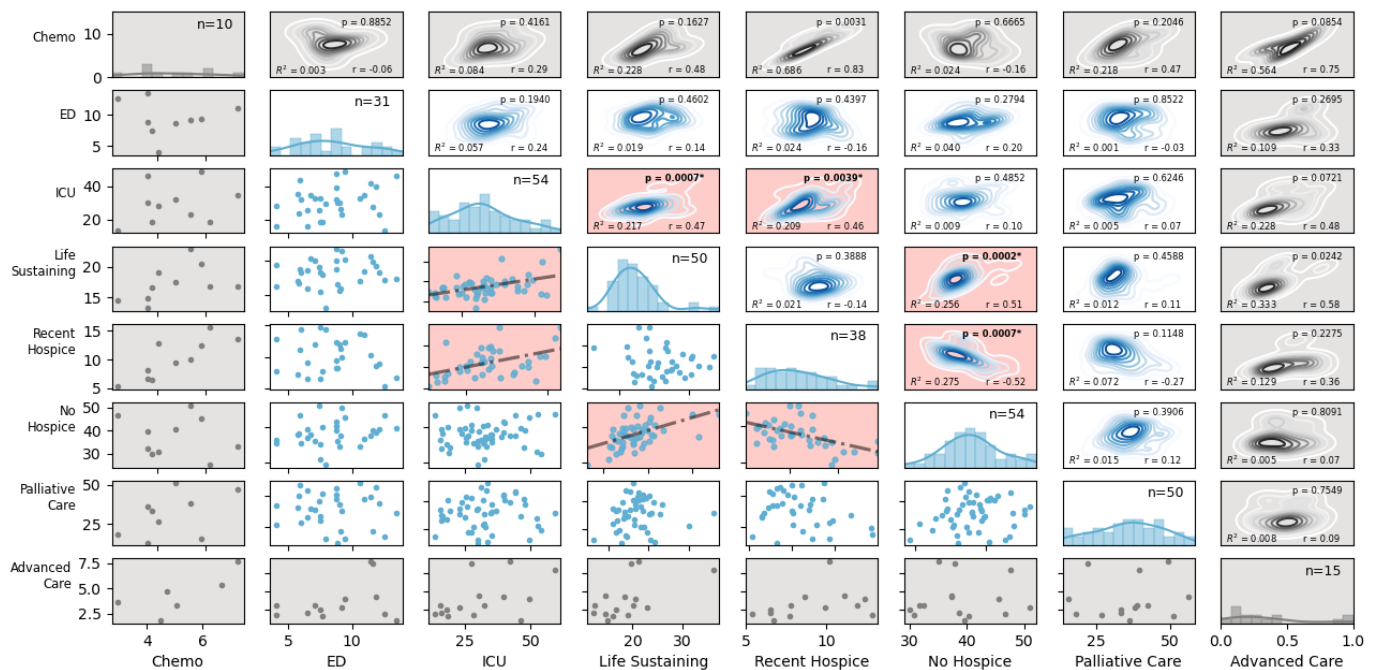 Chemo
10
0
n=10
p = 0.8852
R² = 0.003 r = -0.06
p = 0.4161
R² = 0.084 r = 0.29
p = 0.1627
R² = 0.228 r = 0.48
p = 0.0031
R² = 0.686 r = 0.83
p = 0.6665
R² = 0.024 r = -0.16
p = 0.2046
R² = 0.218 r = 0.47
p = 0.0854
R² = 0.564 r = 0.75
ED
10
5
n=31
p = 0.1940
R² = 0.057 r = 0.24
p = 0.4602
R² = 0.019 r = 0.14
p = 0.4397
R² = 0.024 r = -0.16
p = 0.2794
R² = 0.040 r = 0.20
p = 0.8522
R² = 0.001 r = -0.03
p = 0.2695
R² = 0.109 r = 0.33
ICU
40
20
n=54
p = 0.0007*
R² = 0.217 r = 0.47
p = 0.0039*
R² = 0.209 r = 0.46
p = 0.4852
R² = 0.009 r = 0.10
p = 0.6246
R² = 0.005 r = 0.07
p = 0.0721
R² = 0.228 r = 0.48
Life
Sustaining
20
15
n=50
p = 0.3888
R² = 0.021 r = -0.14
p = 0.0002*
R² = 0.256 r = 0.51
p = 0.4588
R² = 0.012 r = 0.11
p = 0.0242
R² = 0.333 r = 0.58
Recent
Hospice
15
10
5
n=38
p = 0.0007*
R² = 0.275 r = -0.52
p = 0.1148
R² = 0.072 r = -0.27
p = 0.2275
R² = 0.129 r = 0.36
No
Hospice
50
40
30
n=54
p = 0.3906
R² = 0.015 r = 0.12
p = 0.8091
R² = 0.005 r = 0.07
Palliative
Care
50
25
n=50
p = 0.7549
R² = 0.008 r = 0.09
Advanced
Care
7.5
5.0
2.5
n=15
4 6
5 10
25 50
20 30
5 10
30 40 50
25 50
0.0 0.5 1.0
Chemo
ED
ICU
Life Sustaining
Recent Hospice
No Hospice
Palliative Care
Advanced Care